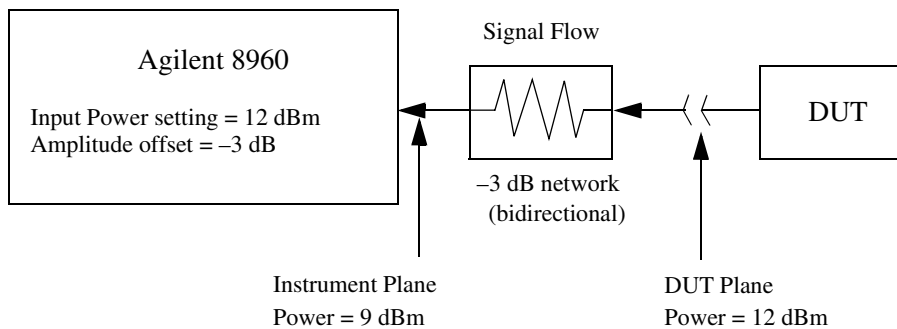 Agilent 8960
Input Power setting = 12 dBm
Amplitude offset = –3 dB
Signal Flow
–3 dB network
(bidirectional)
DUT
Instrument Plane
Power = 9 dBm
DUT Plane
Power = 12 dBm